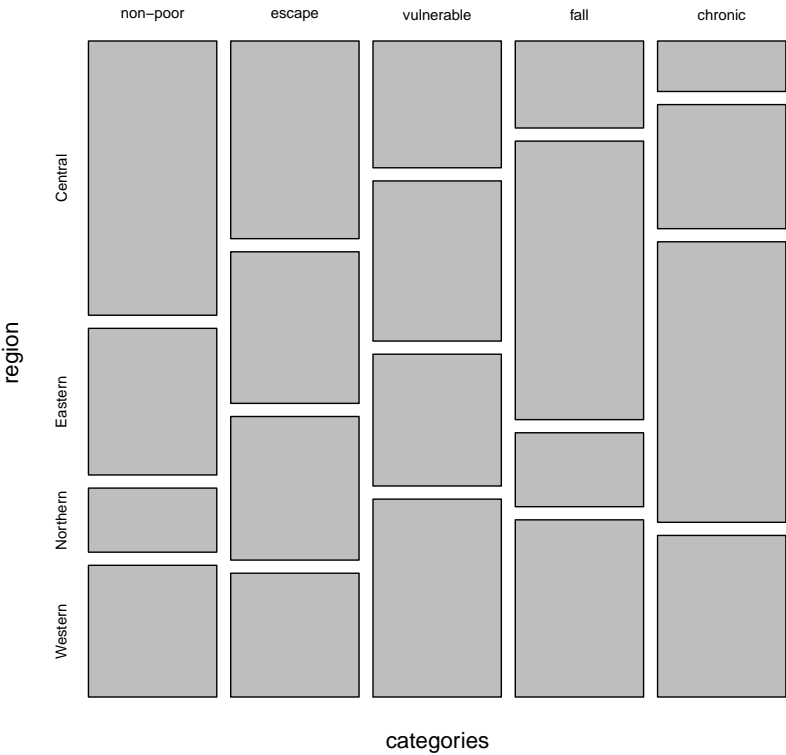 non−poor escape vulnerable fall chronic
Central
Eastern
Northern
Western
region
categories